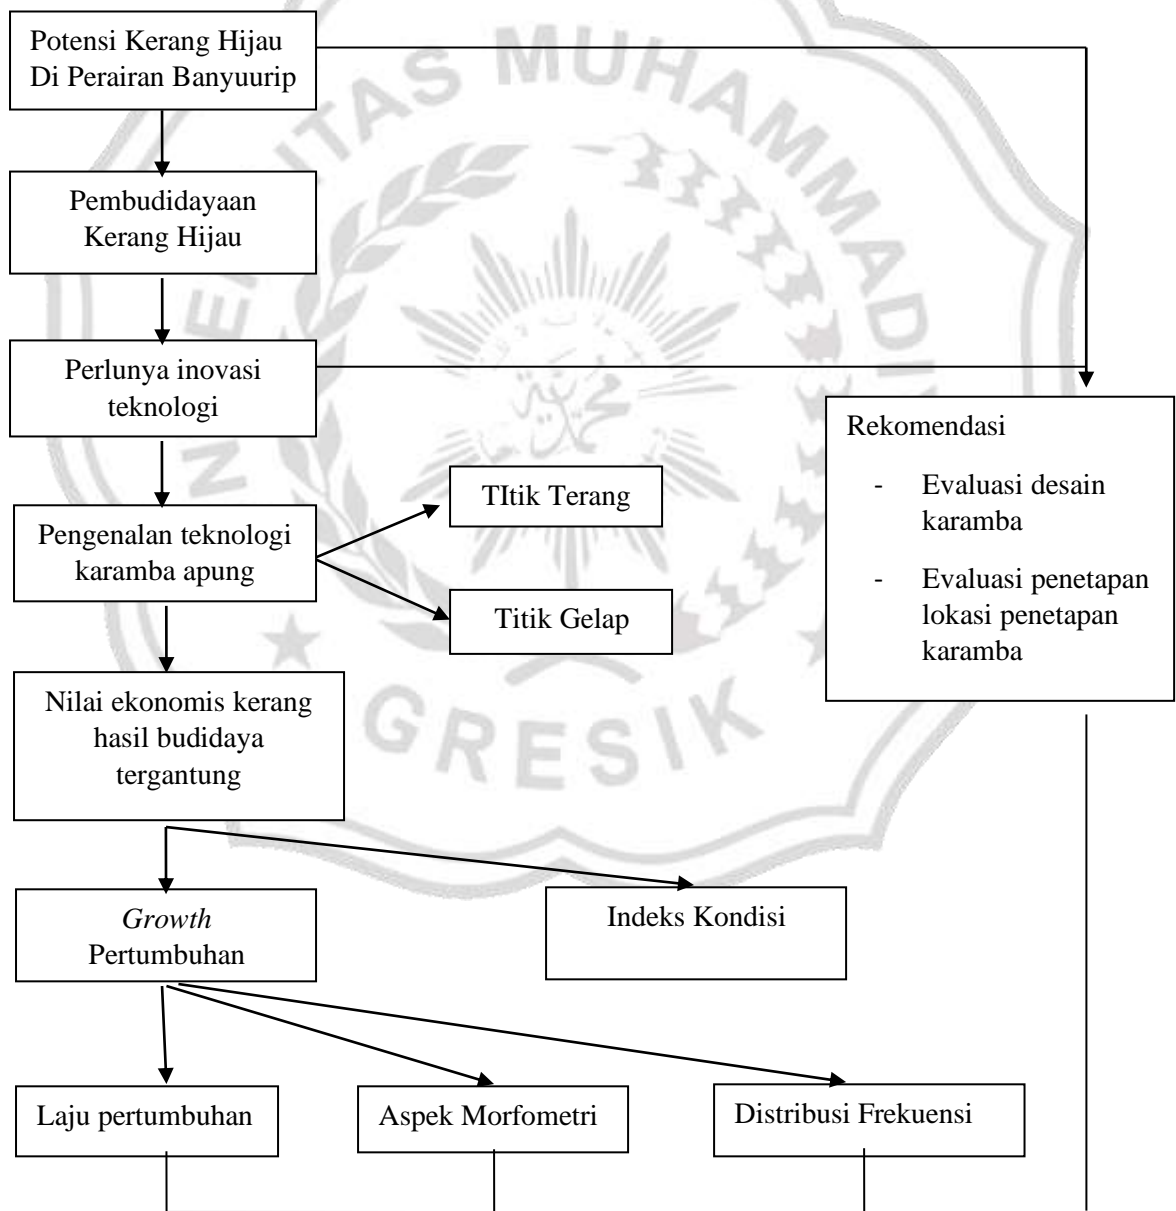 Potensi Kerang Hijau
Di Perairan Banyuurip
Pembudidayaan
Kerang Hijau
Perlunya inovasi
teknologi
Pengenalan teknologi
karamba apung
TItik Terang
Titik Gelap
Rekomendasi
- Evaluasi desain
karamba
- Evaluasi penetapan
lokasi penetapan
karamba
Nilai ekonomis kerang
hasil budidaya
tergantung
Growth
Pertumbuhan
Indeks Kondisi
Laju pertumbuhan
Aspek Morfometri
Distribusi Frekuensi
MUHAMMADI
GRESIK